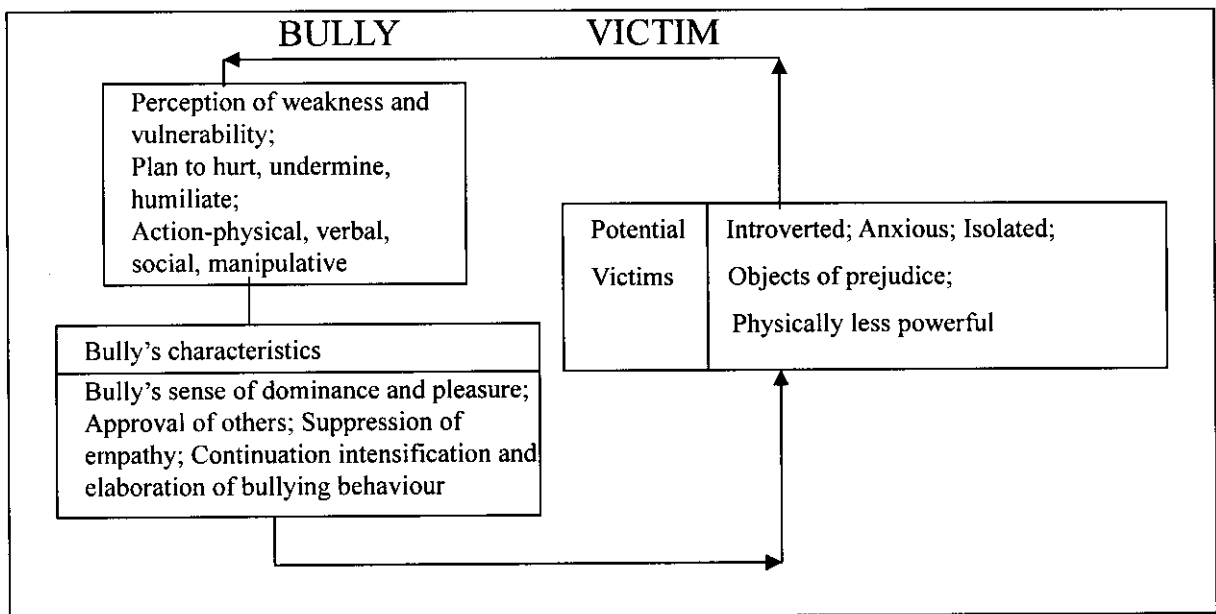 BULLY VICTIM
Perception of weakness and
vulnerability;
Plan to hurt, undermine,
humiliate;
Action-physical, verbal,
social, manipulative
Potential
Victims
Introverted; Anxious; Isolated;
Objects of prejudice;
Physically less powerful
Bully's characteristics
Bully's sense of dominance and pleasure;
Approval of others; Suppression of
empathy; Continuation intensification and
elaboration of bullying behaviour